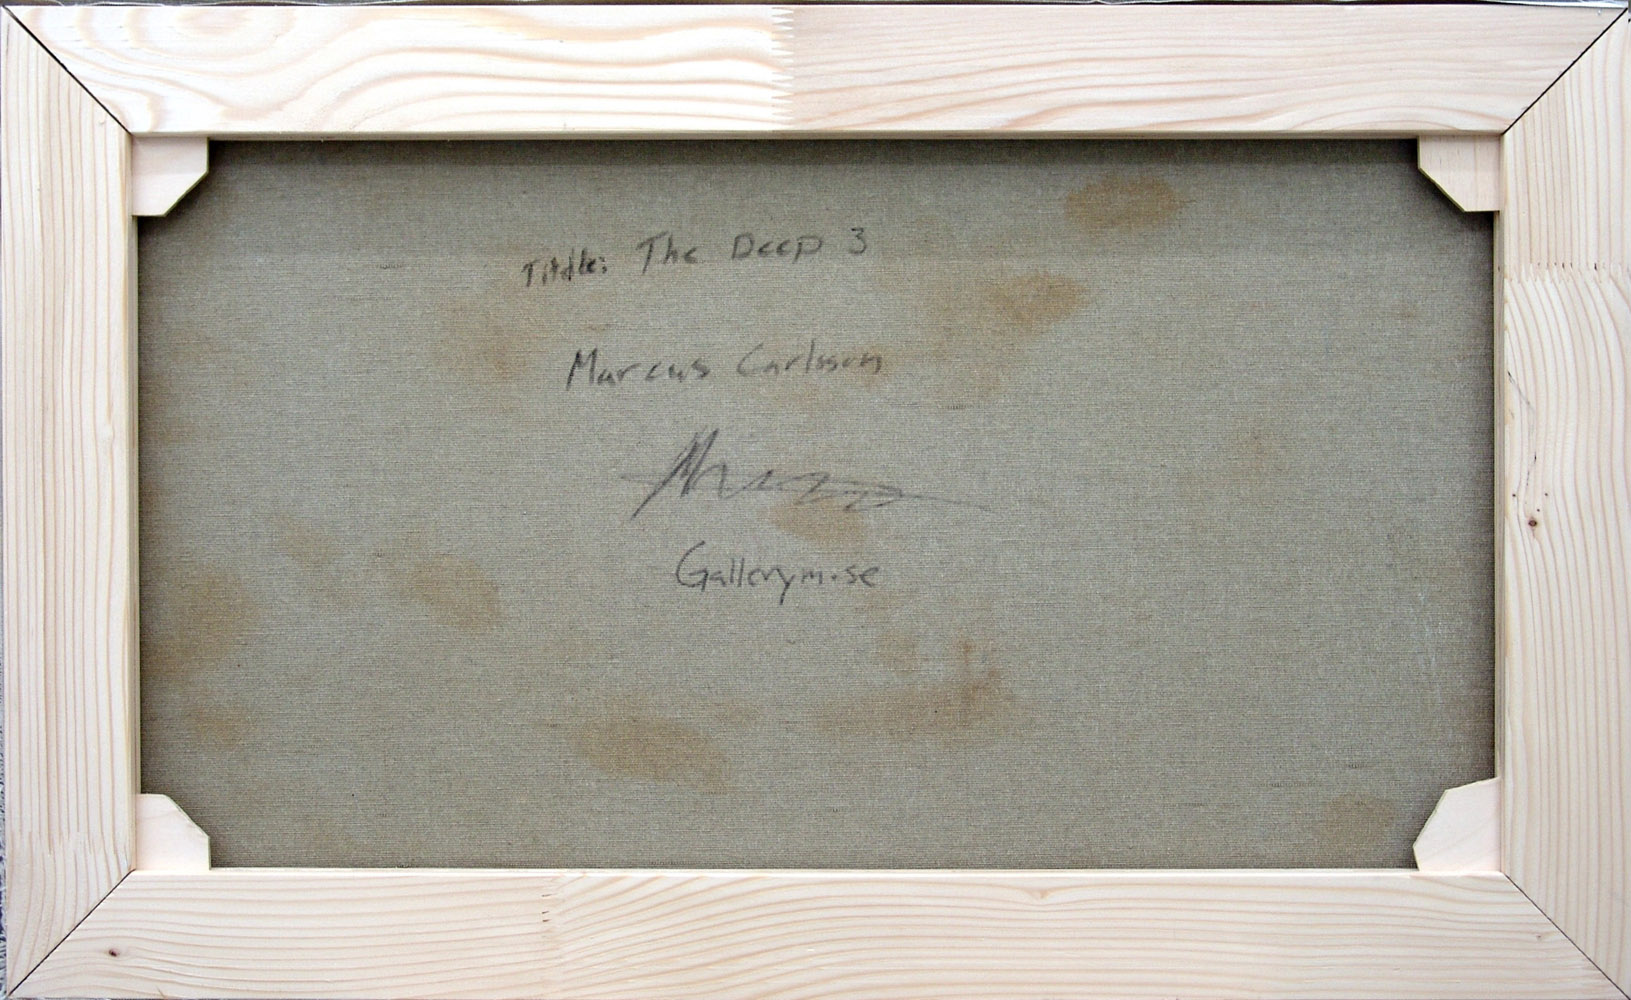 Titdle: The Deep 3
Marcus Carlsson
Gallerym.se